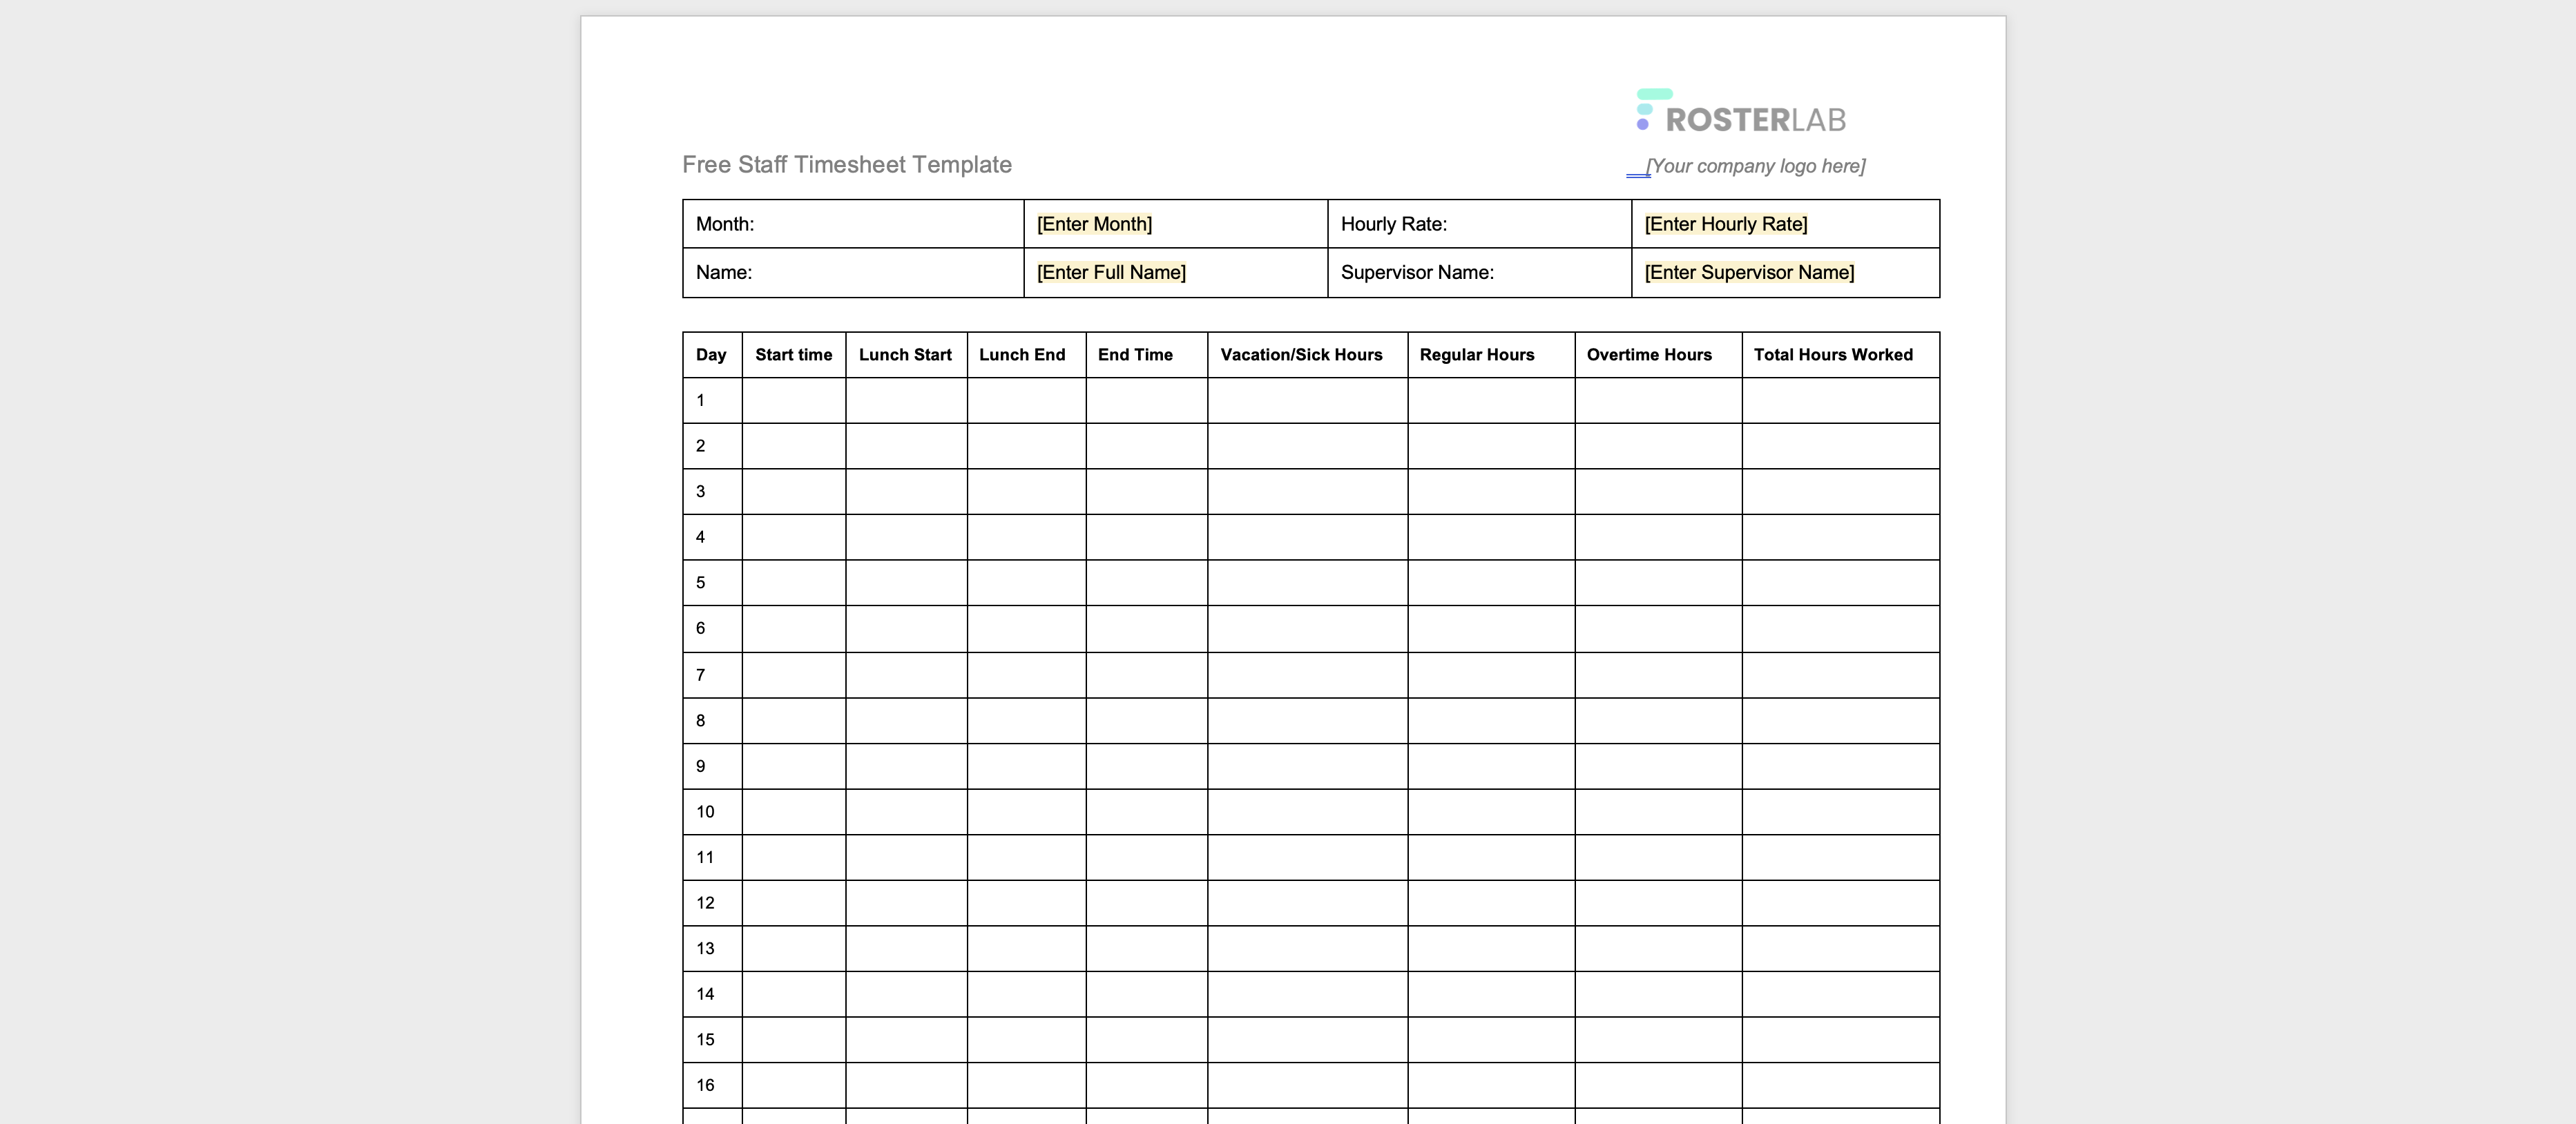 ROSTERLAB
Free Staff Timesheet Template
[Your company logo here]
Month: [Enter Month] Hourly Rate: [Enter Hourly Rate]
Name: [Enter Full Name] Supervisor Name: [Enter Supervisor Name]
Day Start time Lunch Start Lunch End End Time Vacation/Sick Hours Regular Hours Overtime Hours Total Hours Worked
1
2
3
4
5
6
7
8
9
10
11
12
13
14
15
16